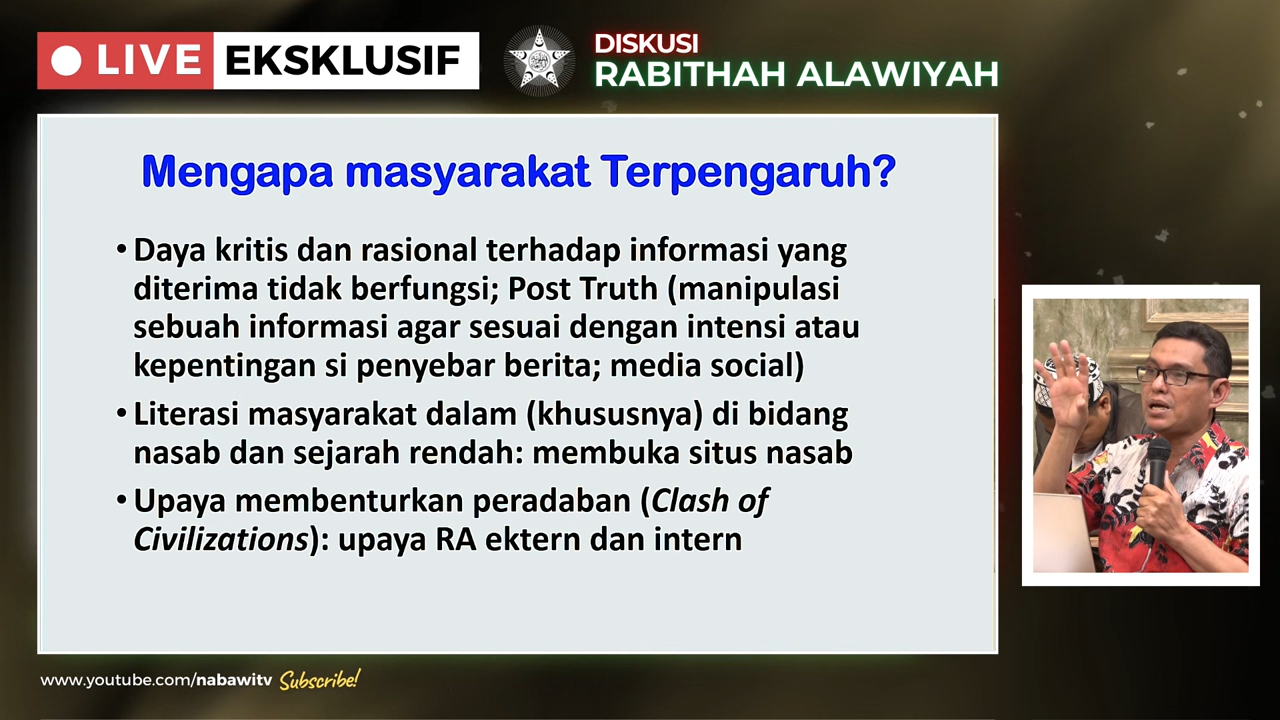 LIVE EKSKLUSIF
DISKUSI
RABITHAH ALAWIYAH
Mengapa masyarakat Terpengaruh?
• Daya kritis dan rasional terhadap informasi yang
diterima tidak berfungsi; Post Truth (manipulasi
sebuah informasi agar sesuai dengan intensi atau
kepentingan si penyebar berita; media social)
• Literasi masyarakat dalam (khususnya) di bidang
nasab dan sejarah rendah: membuka situs nasab
• Upaya membenturkan peradaban (Clash of
Civilizations): upaya RA ektern dan intern
www.youtube.com/nabawitv Subscribe!